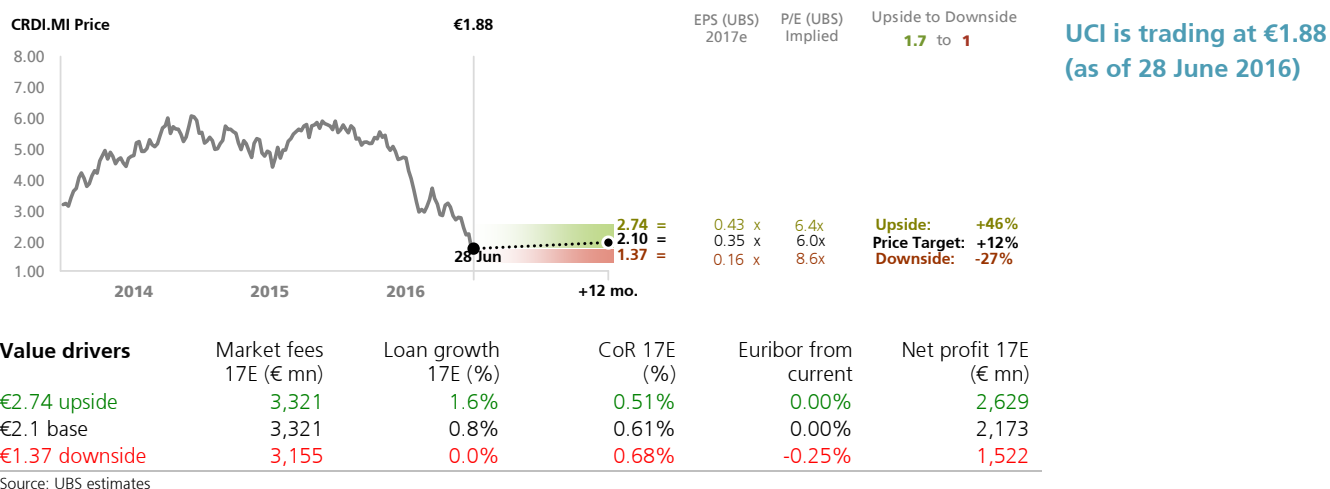 CRDI.MI Price €1.88 EPS (UBS) P/E (UBS) Upside to Downside
2017e Implied 1.7 to 1
UCI is trading at €1.88
(as of 28 June 2016)
8.00
7.00
6.00
5.00
4.00
3.00
2.00
1.00
2.74 = 0.43 x 6.4x Upside: +46%
2.10 = 0.35 x 6.0x Price Target: +12%
1.37 = 0.16 x 8.6x Downside: -27%
28 Jun
2014 2015 2016 +12 mo.
Value drivers Market fees Loan growth CoR 17E Euribor from Net profit 17E
17E (€ mn) 17E (%) (%) current (€ mn)
€2.74 upside 3,321 1.6% 0.51% 0.00% 2,629
€2.1 base 3,321 0.8% 0.61% 0.00% 2,173
€1.37 downside 3,155 0.0% 0.68% -0.25% 1,522
Source: UBS estimates